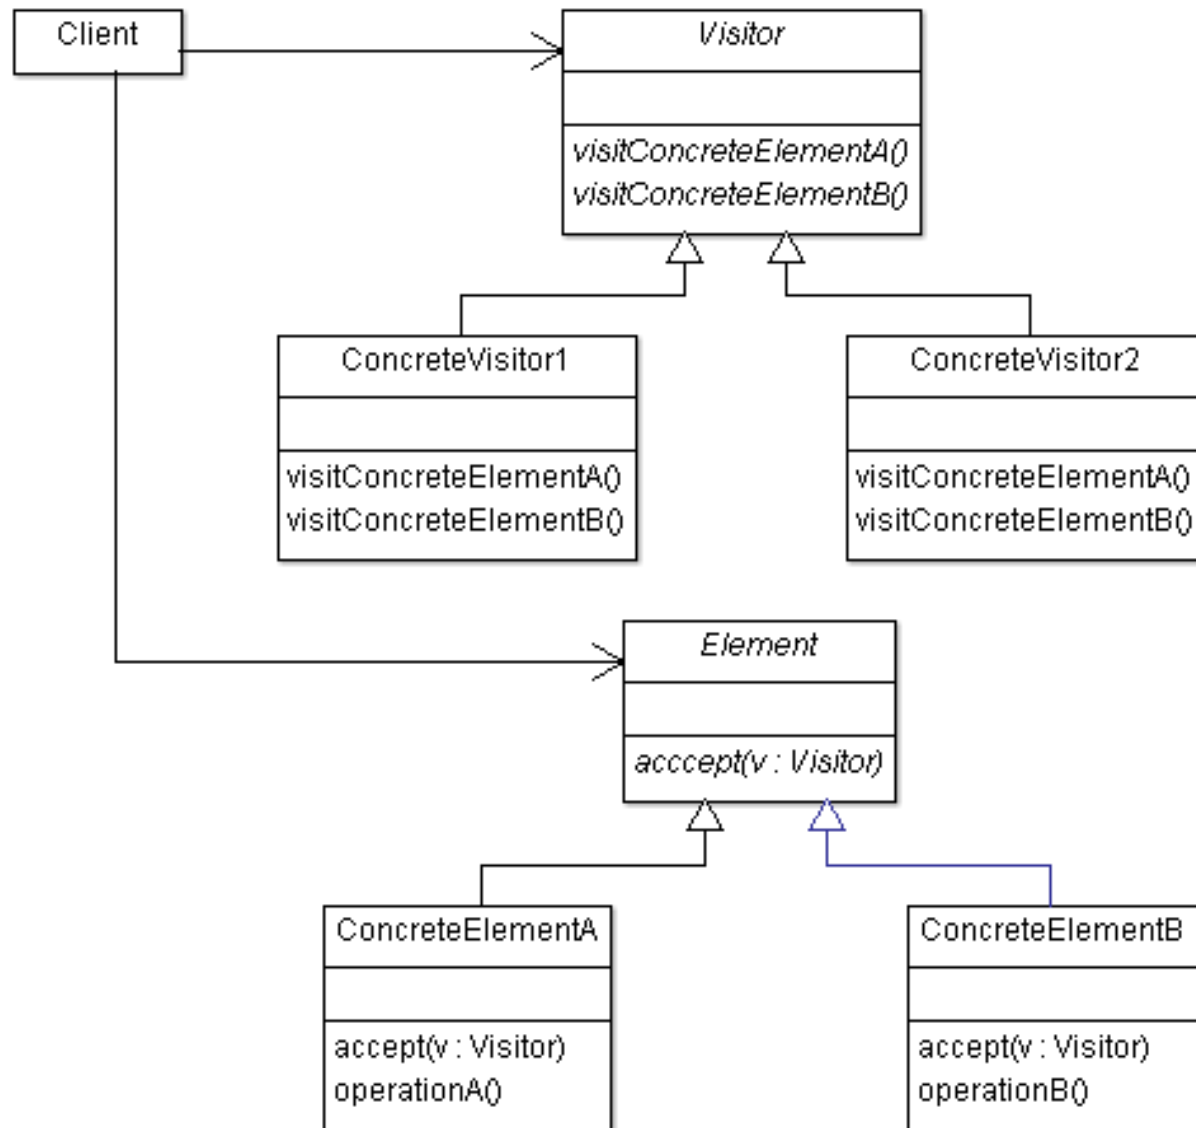 Client
Visitor
visitConcreteElementA()
visitConcreteElementB()
ConcreteVisitor1
visitConcreteElementA()
visitConcreteElementB()
ConcreteVisitor2
visitConcreteElementA()
visitConcreteElementB()
Element
acccept(v : Visitor)
ConcreteElementA
accept(v : Visitor)
operationA()
ConcreteElementB
accept(v : Visitor)
operationB()